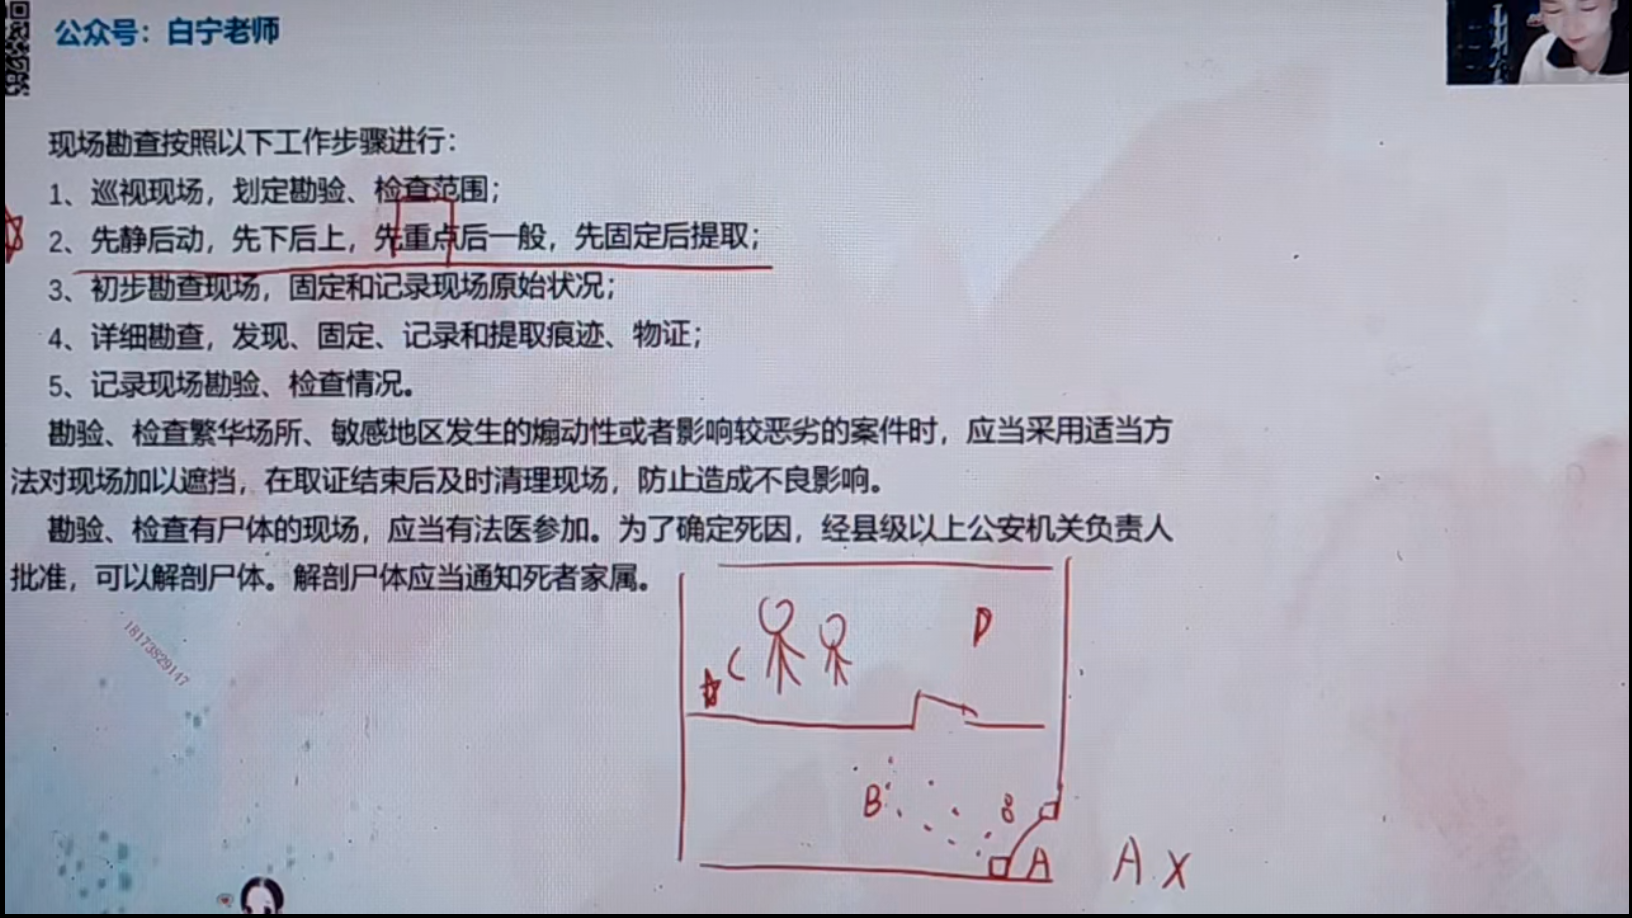 公众号：白宁老师
现场勘查按照以下工作步骤进行：
1、巡视现场，划定勘验、检查范围；
2、先静后动，先下后上，先重点后一般，先固定后提取；
3、初步勘查现场，固定和记录现场原始状况；
4、详细勘查，发现、固定、记录和提取痕迹、物证；
5、记录现场勘验、检查情况。
勘验、检查繁华场所、敏感地区发生的煽动性或者影响较恶劣的案件时，应当采用适当方
法对现场加以遮挡，在取证结束后及时清理现场，防止造成不良影响。
勘验、检查有尸体的现场，应当有法医参加。为了确定死因，经县级以上公安机关负责人
批准，可以解剖尸体。解剖尸体应当通知死者家属。
18173829147
D
C
B
8
A
A X